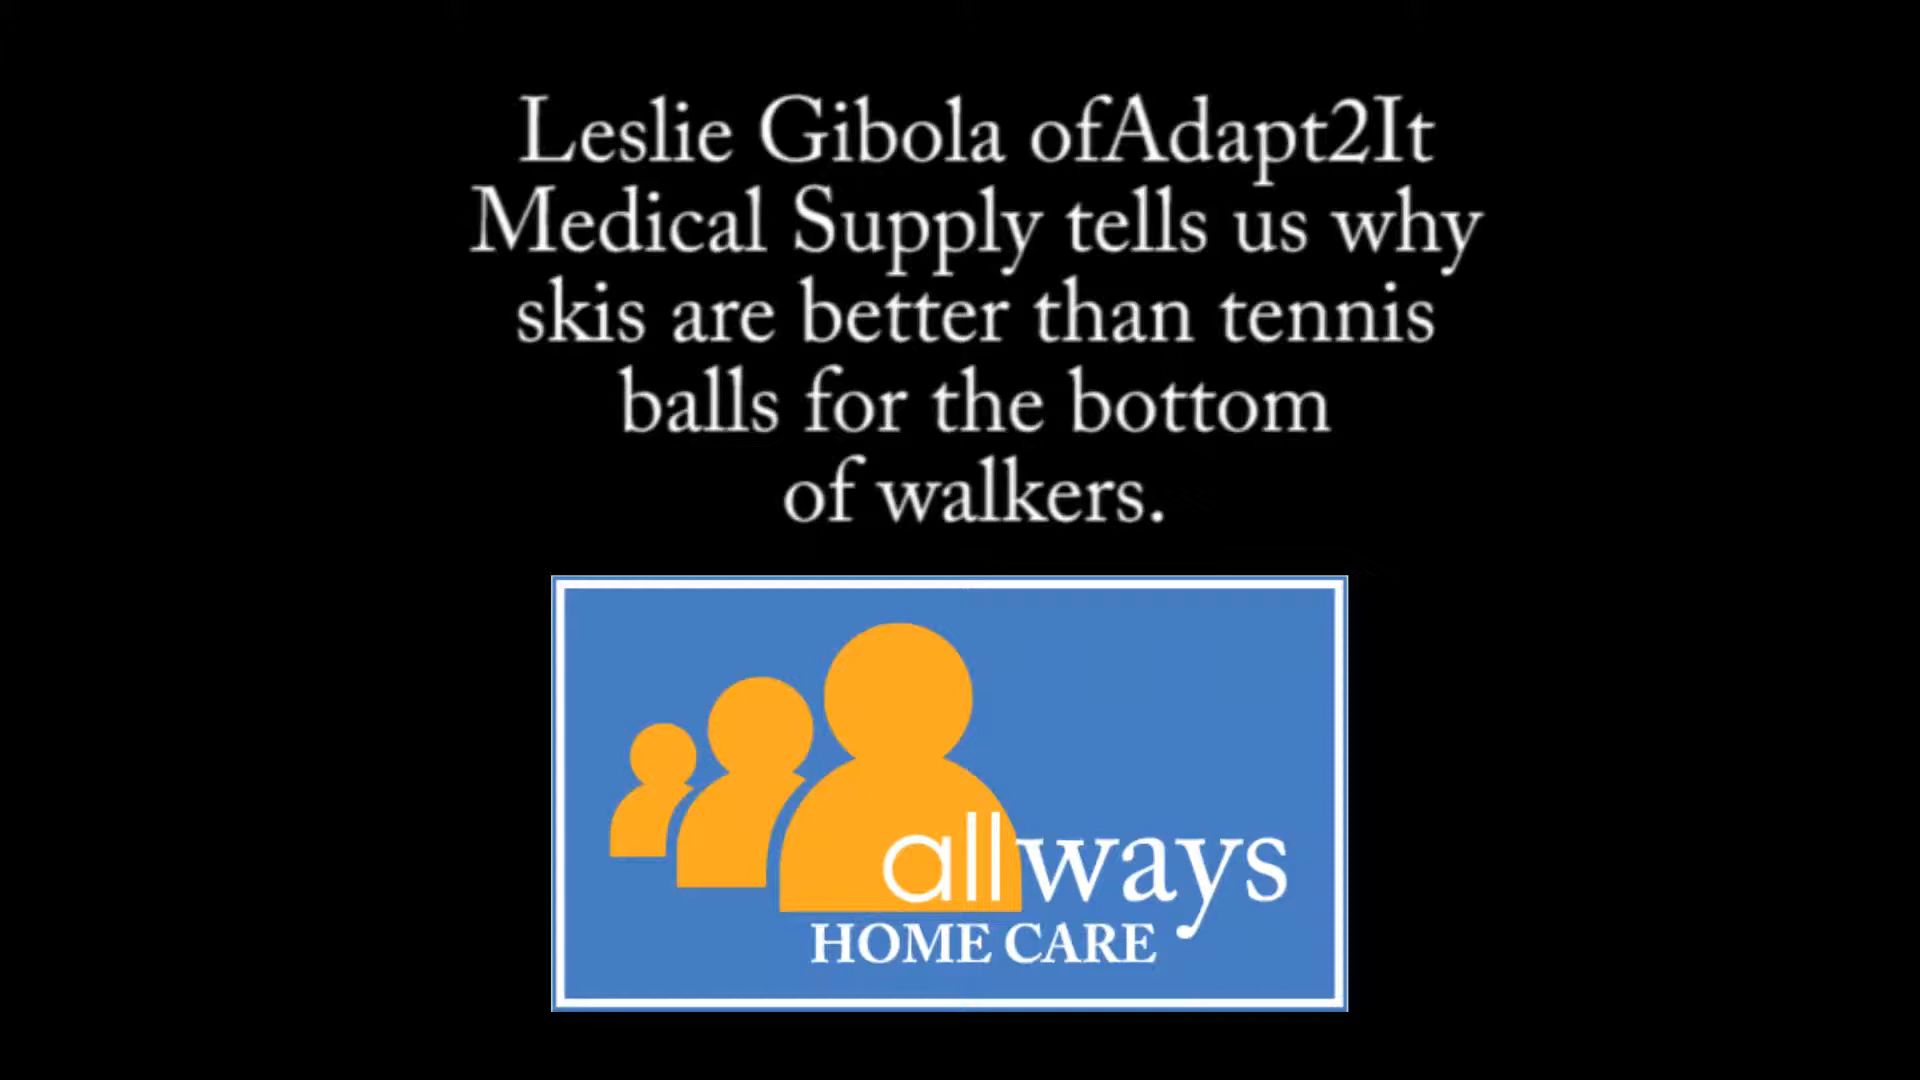 Leslie Gibola ofAdapt2It
Medical Supply tells us why
skis are better than tennis
balls for the bottom
of walkers.
allways
HOME CARE